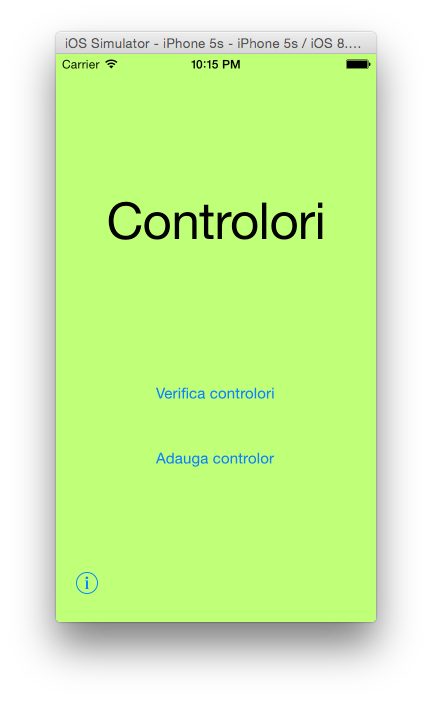 iOS Simulator - iPhone 5s - iPhone 5s / iOS 8....
Carrier 10:15 PM
Controlori
Verifica controlori
Adauga controlor
i